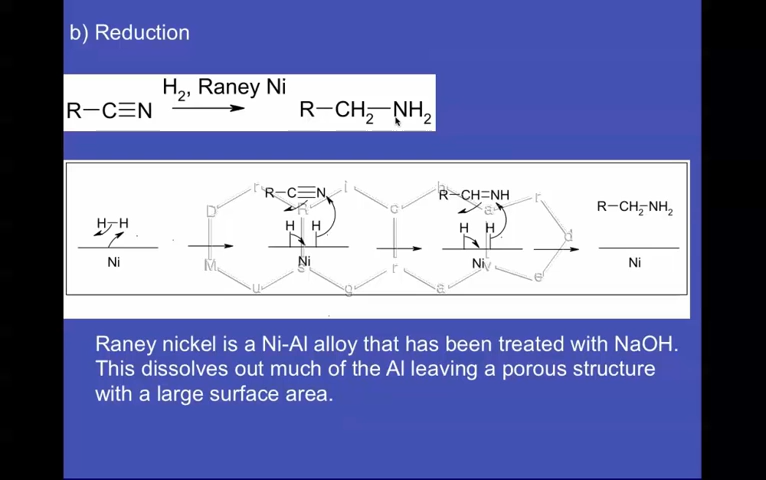 b) Reduction
H2, Raney Ni
R–C≡N
R–CH2–NH2
R–C≡N
R–CH=NH
R–CH2–NH2
H–H
H H
H H
Ni
Ni
Ni
Ni
D r R i c h a r d
M u s g r a v e
Raney nickel is a Ni-Al alloy that has been treated with NaOH.
This dissolves out much of the Al leaving a porous structure
with a large surface area.